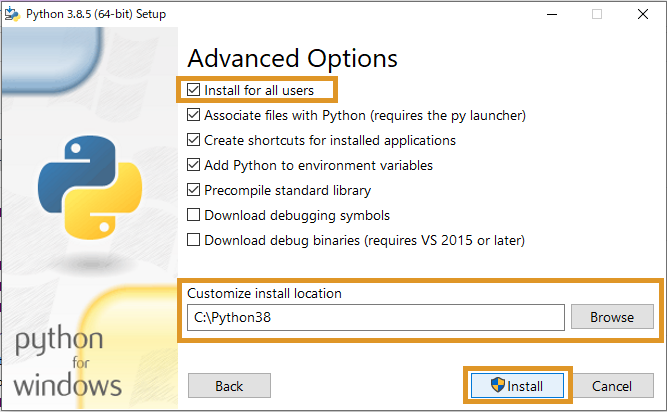 Python 3.8.5 (64-bit) Setup
Advanced Options
Install for all users
Associate files with Python (requires the py launcher)
Create shortcuts for installed applications
Add Python to environment variables
Precompile standard library
Download debugging symbols
Download debug binaries (requires VS 2015 or later)
Customize install location
C:\Python38
Browse
python
for
windows
Back
Install
Cancel